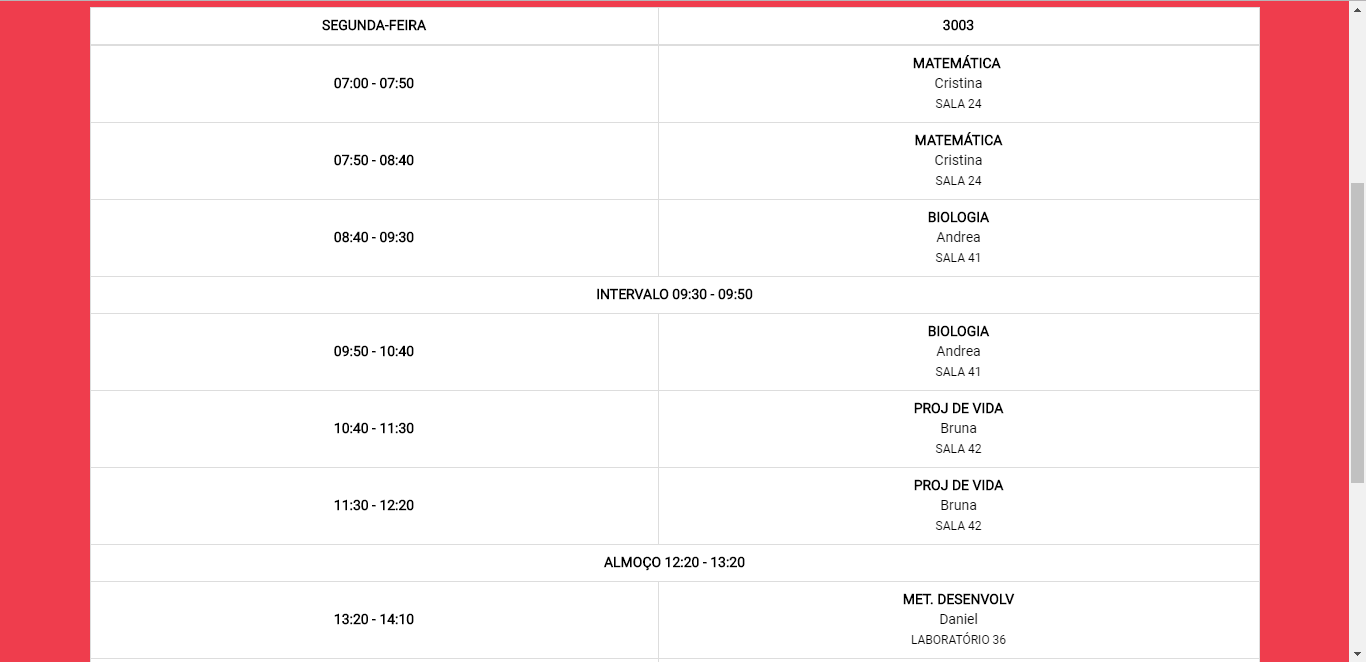 SEGUNDA-FEIRA 3003
07:00 - 07:50
MATEMÁTICA
Cristina
SALA 24
07:50 - 08:40
MATEMÁTICA
Cristina
SALA 24
08:40 - 09:30
BIOLOGIA
Andrea
SALA 41
INTERVALO 09:30 - 09:50
09:50 - 10:40
BIOLOGIA
Andrea
SALA 41
10:40 - 11:30
PROJ DE VIDA
Bruna
SALA 42
11:30 - 12:20
PROJ DE VIDA
Bruna
SALA 42
ALMOÇO 12:20 - 13:20
13:20 - 14:10
MET. DESENVOLV
Daniel
LABORATÓRIO 36